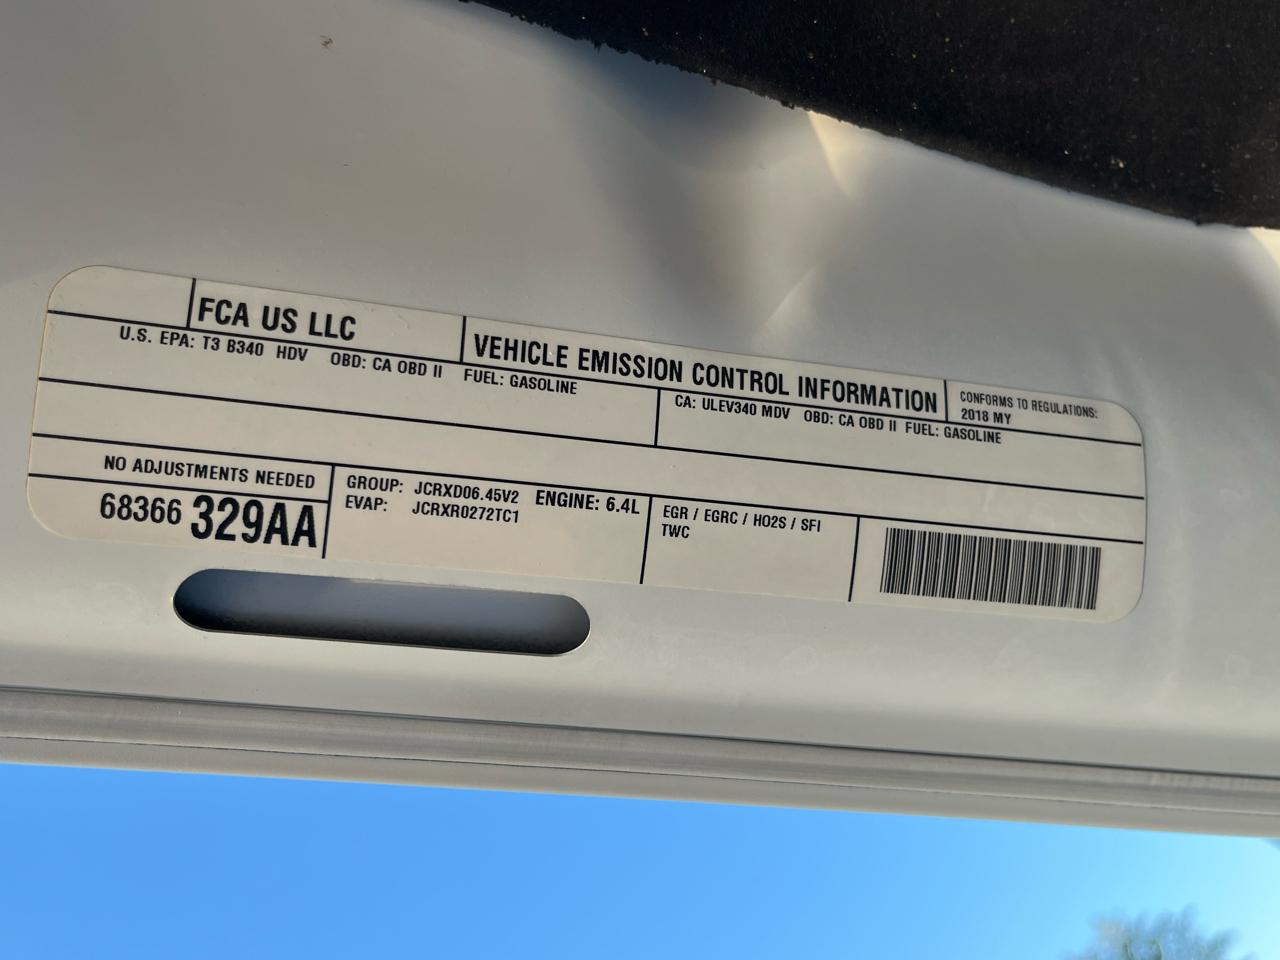 FCA US LLC
VEHICLE EMISSION CONTROL INFORMATION
CONFORMS TO REGULATIONS:
2018 MY
U.S. EPA: T3 B340 HDV OBD: CA OBD II FUEL: GASOLINE
CA: ULEV340 MDV OBD: CA OBD II FUEL: GASOLINE
NO ADJUSTMENTS NEEDED
68366 329AA
GROUP: JCRXD06.45V2 ENGINE: 6.4L
EVAP: JCRXR0272TC1
EGR / EGRC / HO2S / SFI
TWC